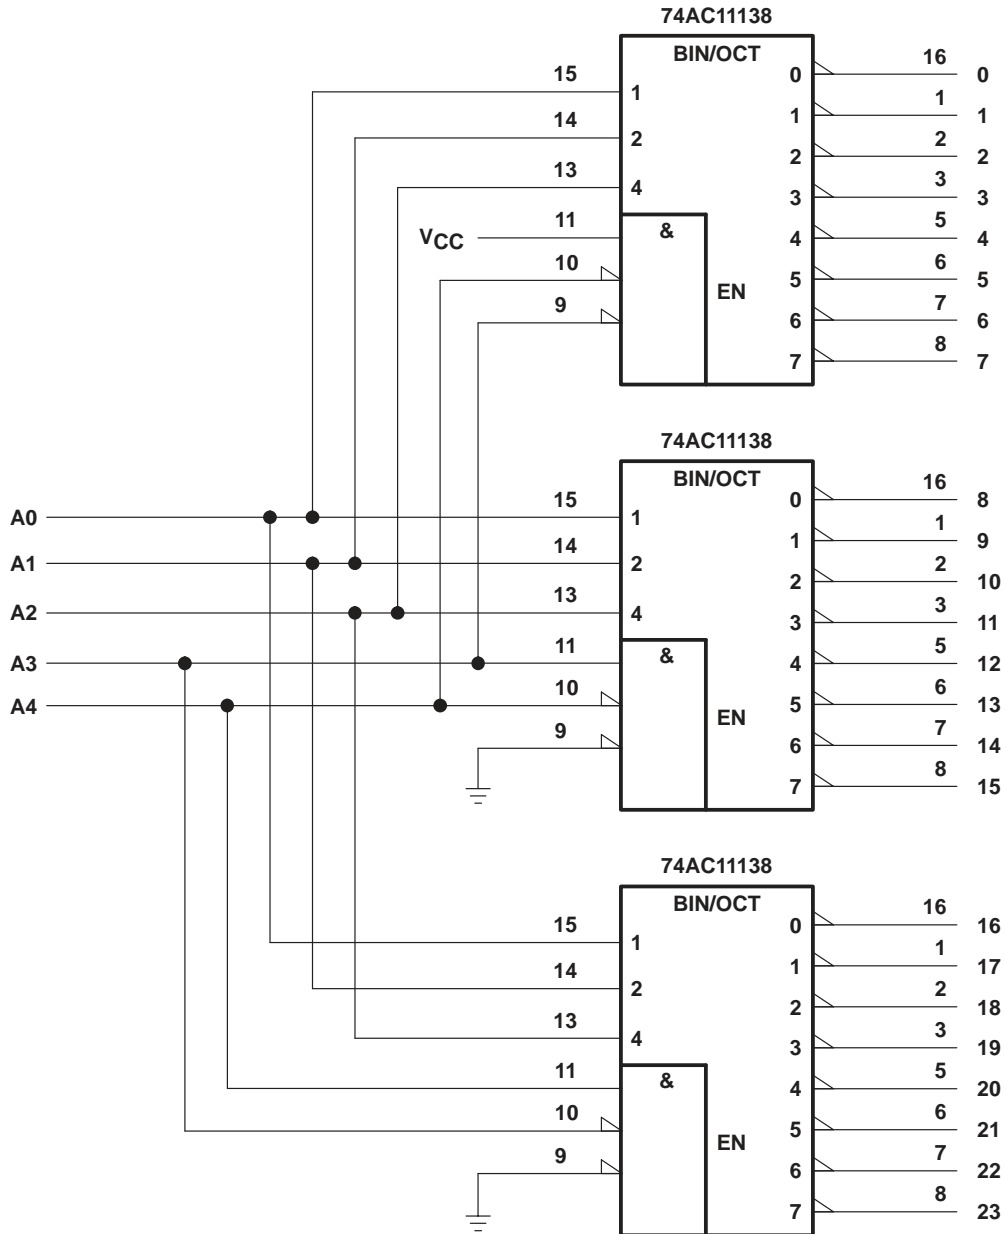 74AC11138
BIN/OCT
15 1 0 16 0
14 2 1 1 1
13 4 2 2 2
3 3 3
VCC 11 & 4 5 4
10 EN 5 6 5
9 6 7 6
7 8 7
74AC11138
BIN/OCT
A0 15 1 0 16 8
A1 14 2 1 1 9
A2 13 4 2 2 10
3 3 11
A3 11 & 4 5 12
A4 10 EN 5 6 13
9 6 7 14
7 8 15
74AC11138
BIN/OCT
15 1 0 16 16
14 2 1 1 17
13 4 2 2 18
3 3 19
11 & 4 5 20
10 EN 5 6 21
9 6 7 22
7 8 23